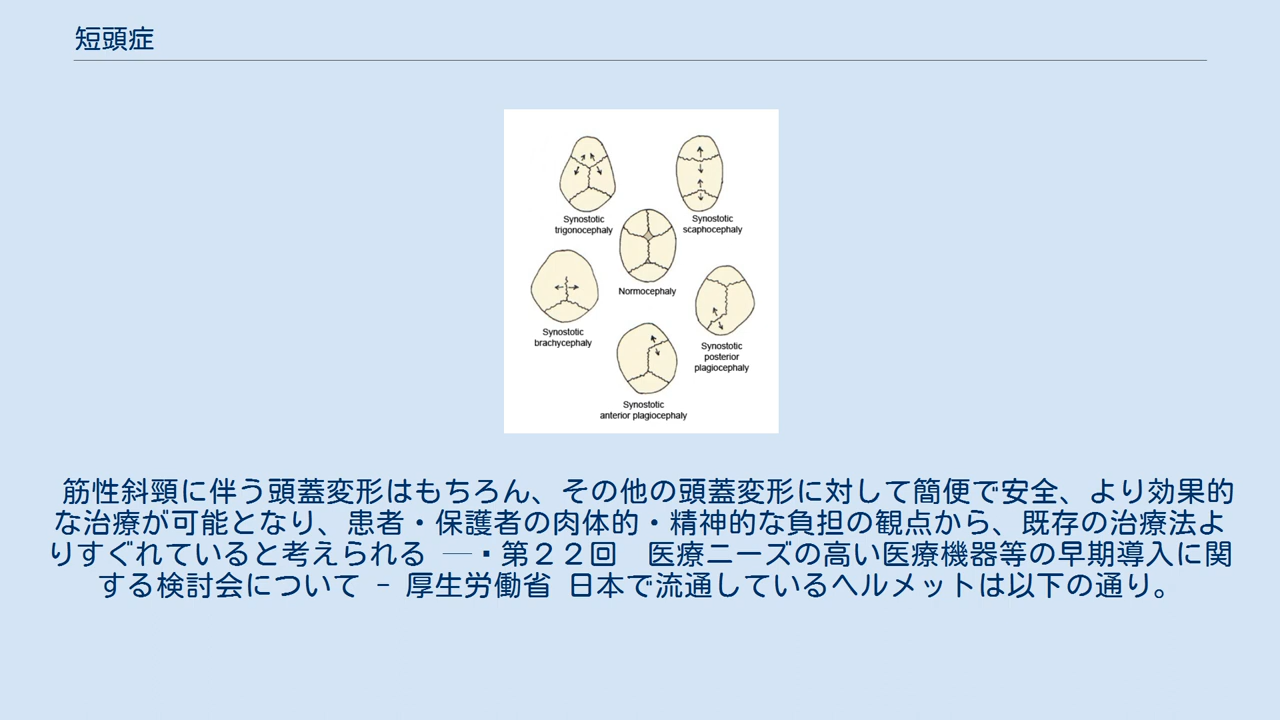 短頭症
Synostotic
trigonocephaly
Synostotic
scaphocephaly
Normocephaly
Synostotic
brachycephaly
Synostotic
posterior
plagiocephaly
Synostotic
anterior plagiocephaly
筋性斜頸に伴う頭蓋変形はもちろん、その他の頭蓋変形に対して簡便で安全、より効果的
な治療が可能となり、患者・保護者の肉体的・精神的な負担の観点から、既存の治療法よ
りすぐれていると考えられる ―▪第２２回　医療ニーズの高い医療機器等の早期導入に関
する検討会について - 厚生労働省 日本で流通しているヘルメットは以下の通り。